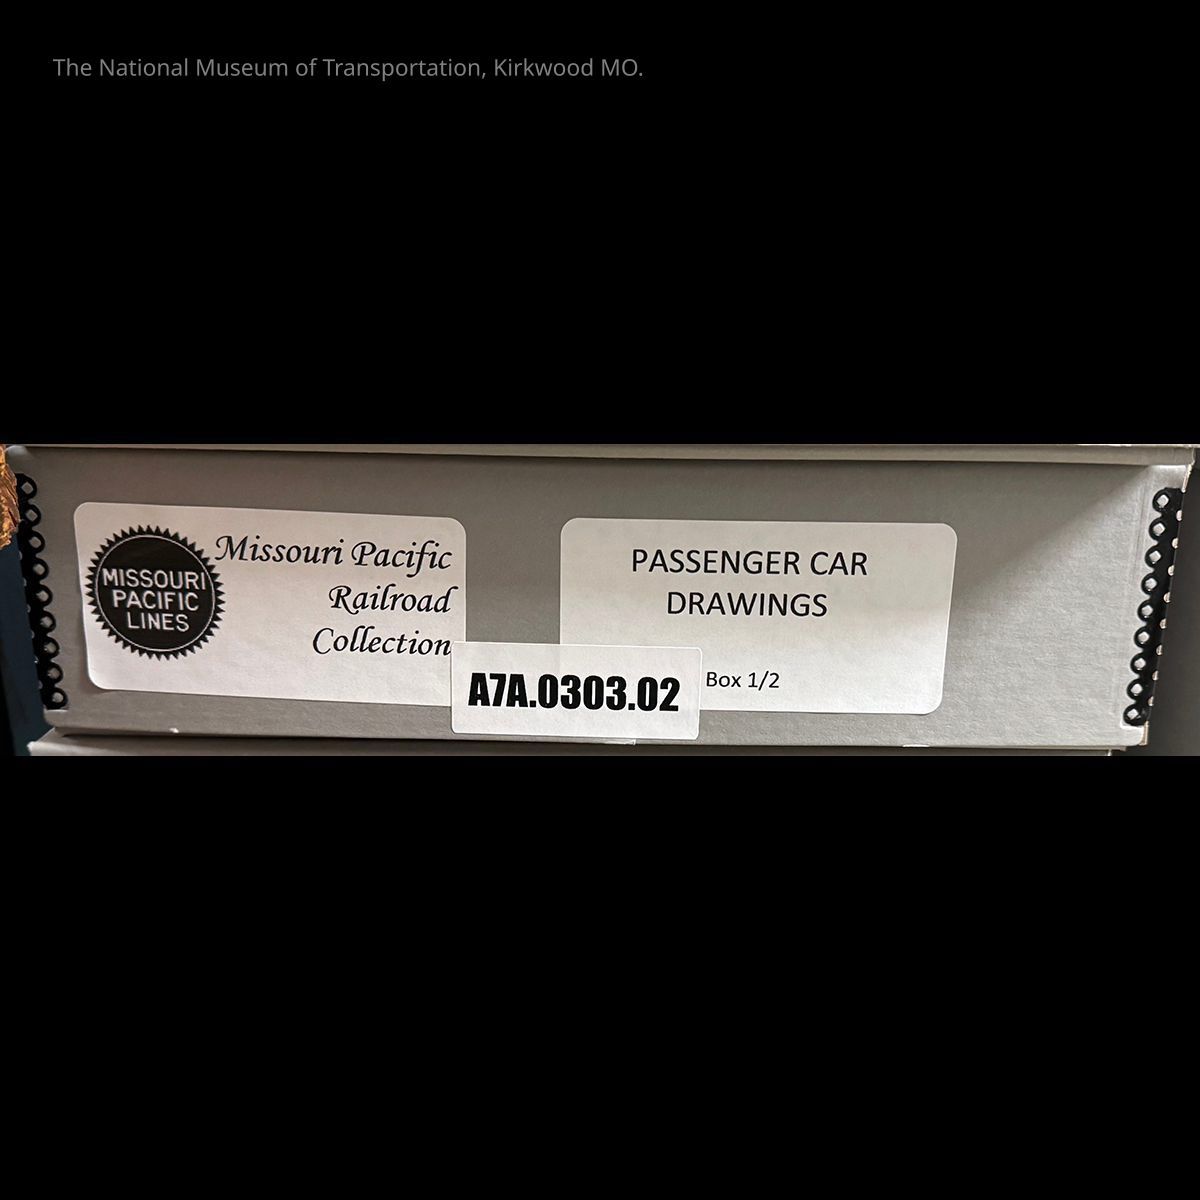 The National Museum of Transportation, Kirkwood MO.
MISSOURI
PACIFIC
LINES
Missouri Pacific
Railroad
Collection
PASSENGER CAR
DRAWINGS
Box 1/2
A7A.0303.02